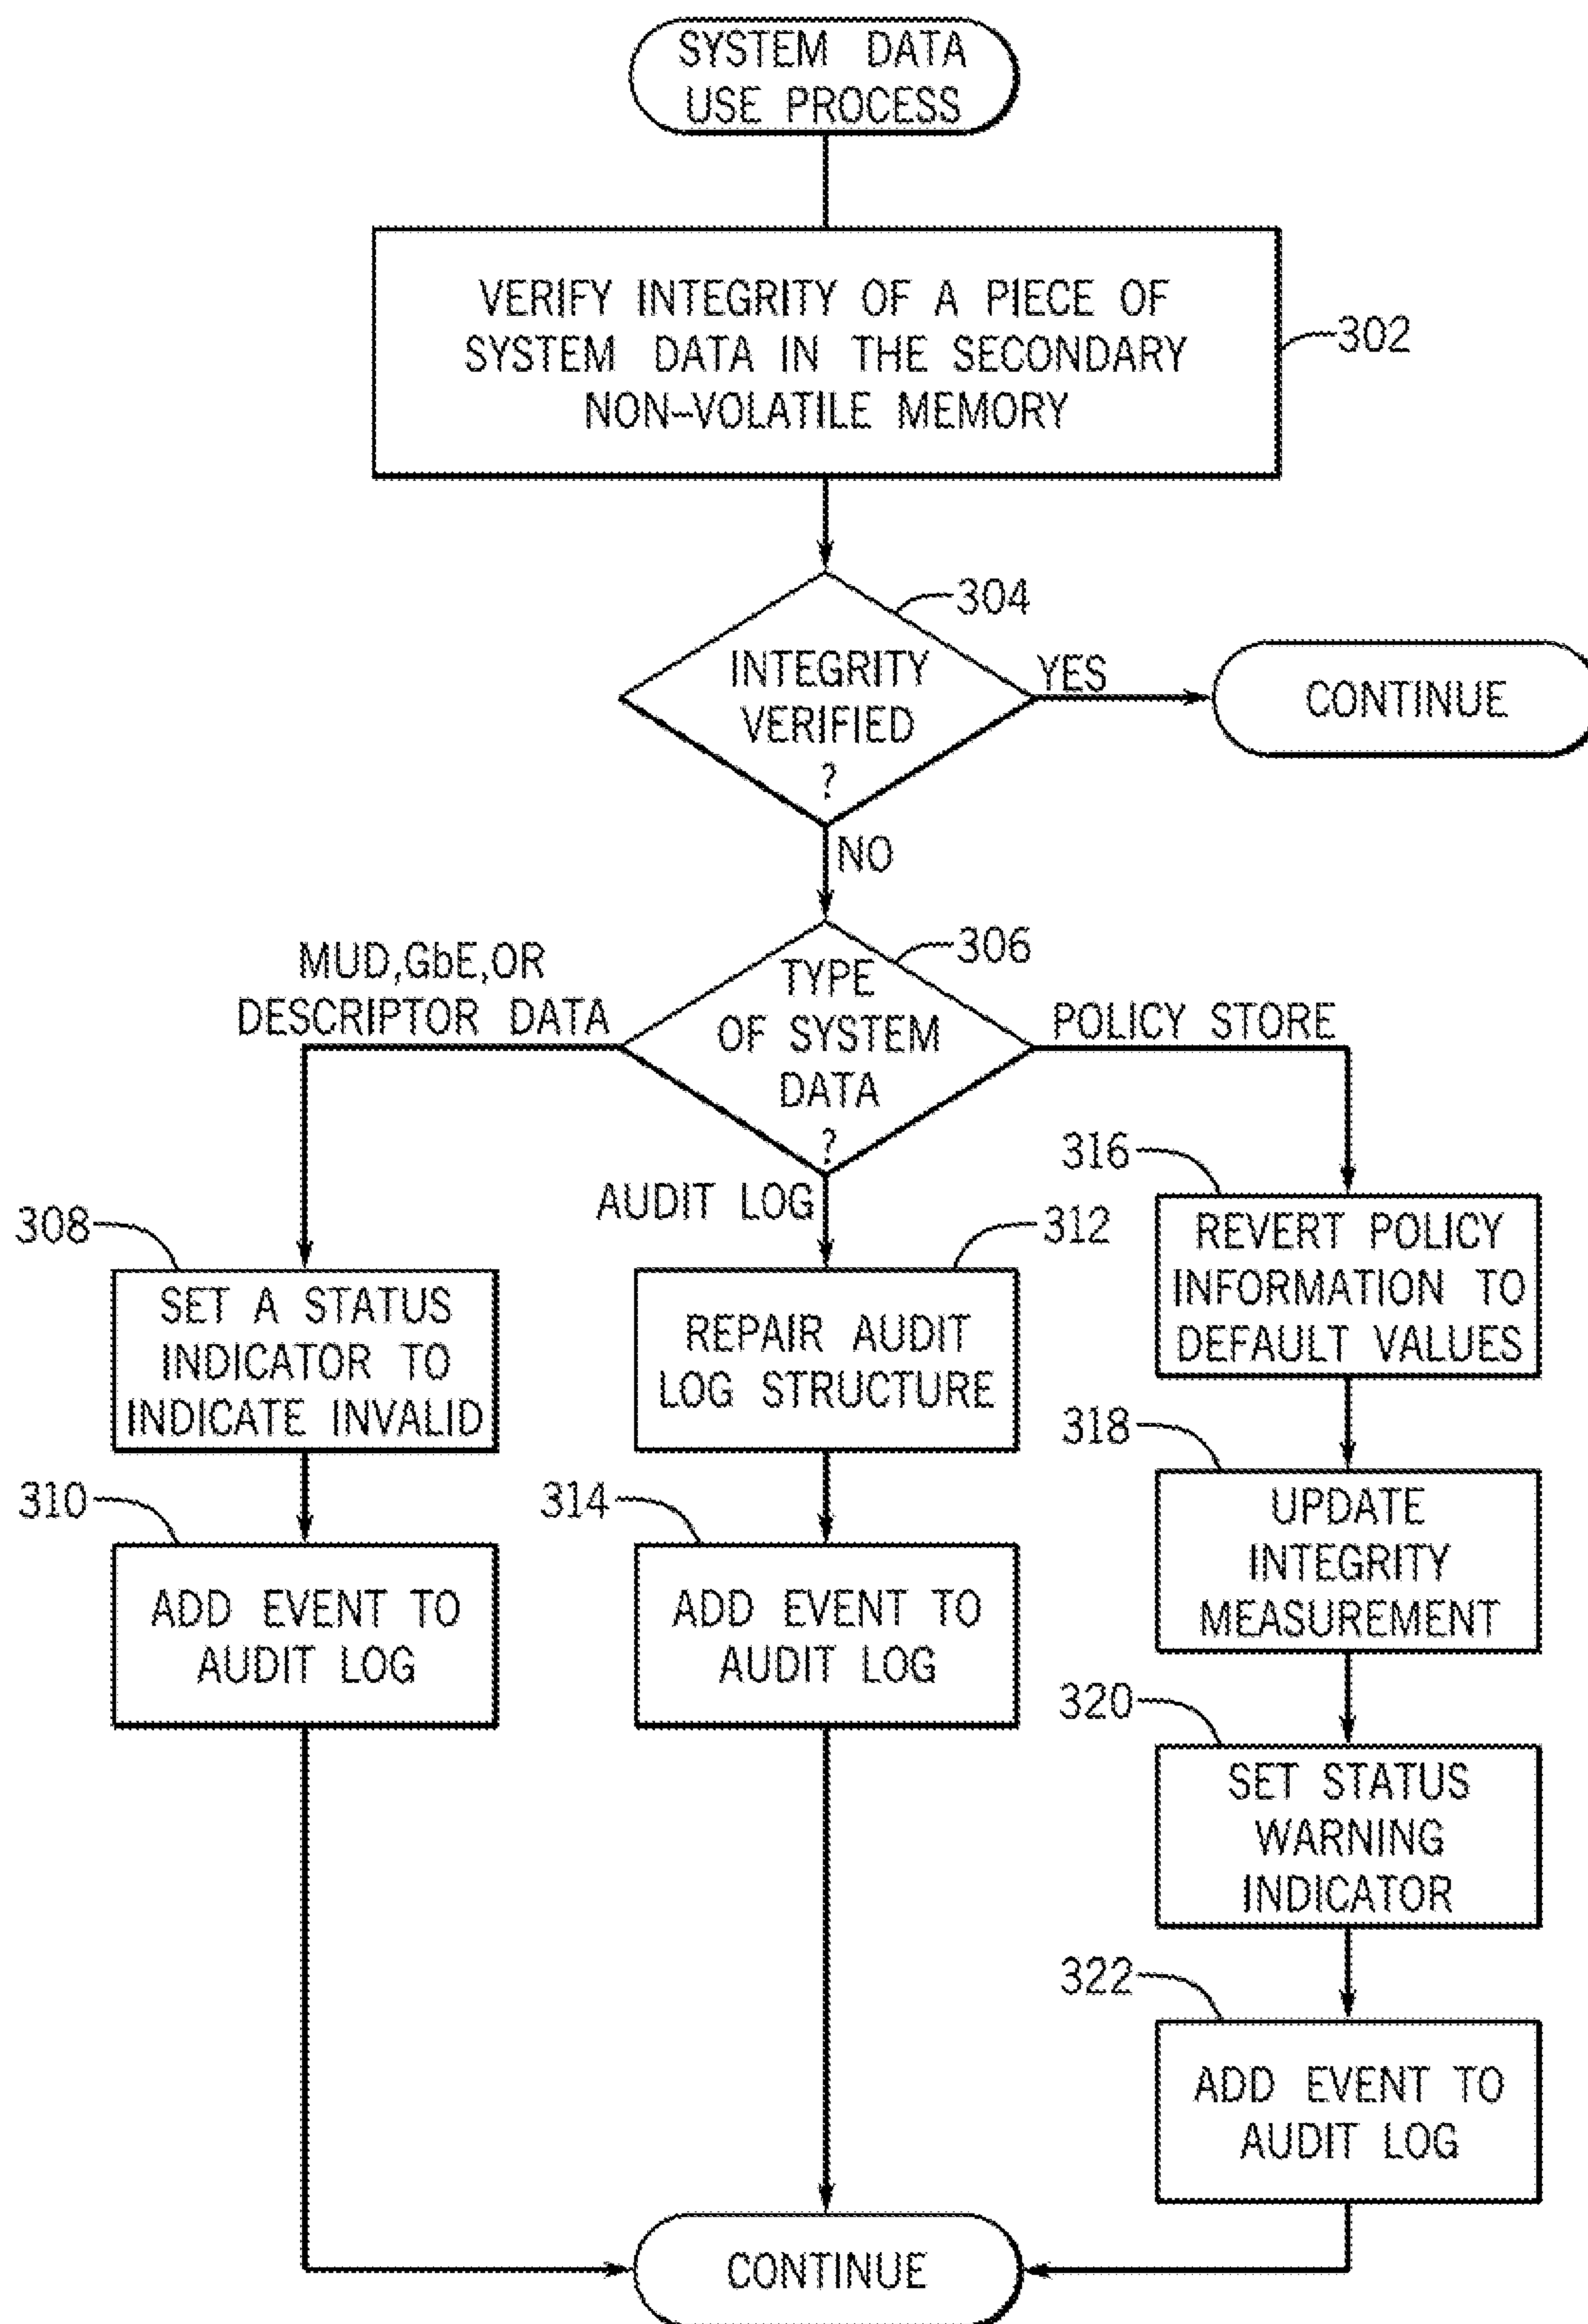 SYSTEM DATA
USE PROCESS
VERIFY INTEGRITY OF A PIECE OF
SYSTEM DATA IN THE SECONDARY
NON-VOLATILE MEMORY
302
304
INTEGRITY
VERIFIED
?
YES
CONTINUE
NO
306
MUD,GbE,OR
DESCRIPTOR DATA
TYPE
OF SYSTEM
DATA
?
POLICY STORE
AUDIT LOG
308
SET A STATUS
INDICATOR TO
INDICATE INVALID
312
REPAIR AUDIT
LOG STRUCTURE
316
REVERT POLICY
INFORMATION TO
DEFAULT VALUES
310
ADD EVENT TO
AUDIT LOG
314
ADD EVENT TO
AUDIT LOG
318
UPDATE
INTEGRITY
MEASUREMENT
320
SET STATUS
WARNING
INDICATOR
322
ADD EVENT TO
AUDIT LOG
CONTINUE